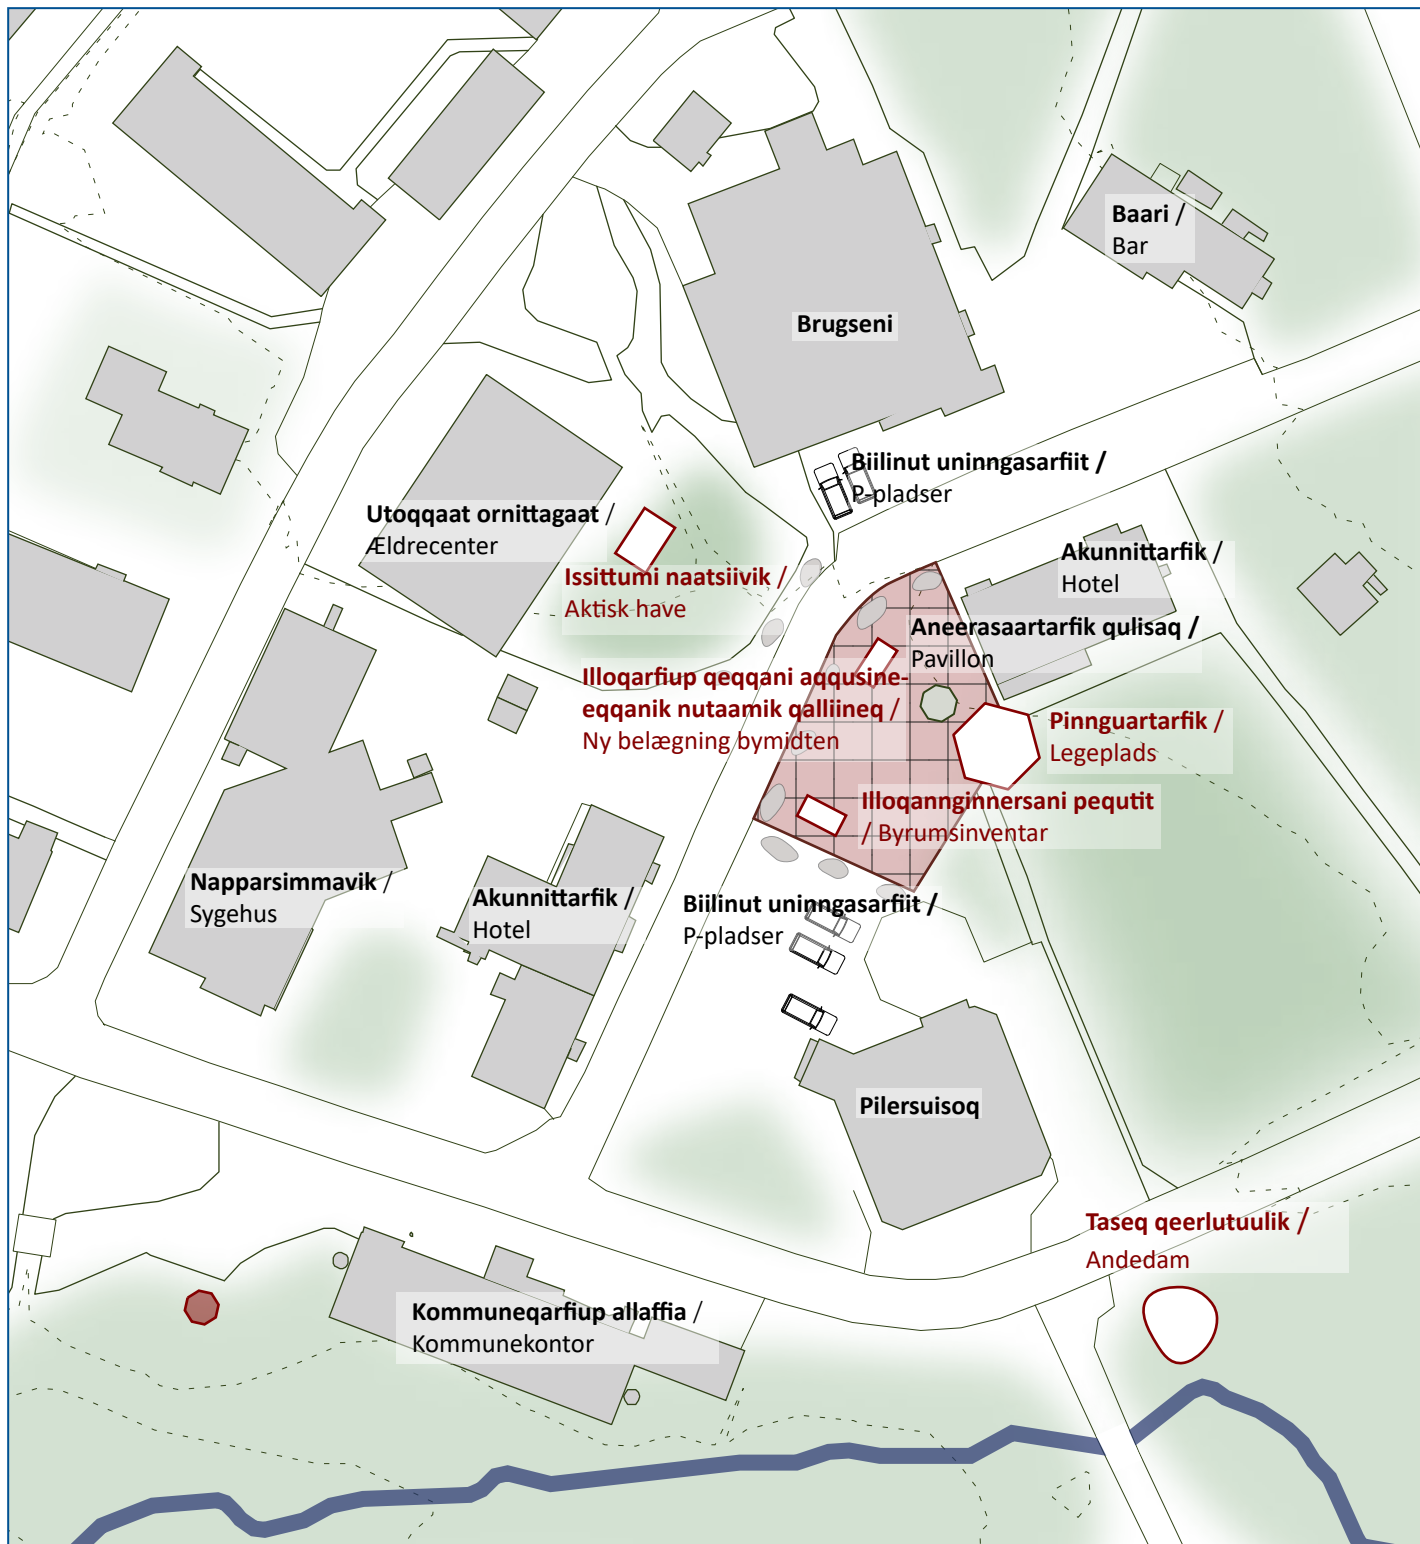 Baari /
Bar
Brugseni
Biilinut uninngasarfiit /
P-pladser
Utoqqaat ornittagaat /
Ældrecenter
Akunnittarfik /
Hotel
Issittumi naatsiivik /
Aktisk have
Aneerasaartarfik qulisaq /
Pavillon
Illoqarfiup qeqqani aqqusine-
eqqanik nutaamik qalliineq /
Ny belægning bymidten
Pinnguartarfik /
Legeplads
Illoqannginnersani pequtit
/ Byrumsinventar
Napparsimmavik /
Sygehus
Akunnittarfik /
Hotel
Biilinut uninngasarfiit /
P-pladser
Pilersuisoq
Taseq qeerlutuulik /
Andedam
Kommuneqarfiup allaffia /
Kommunekontor